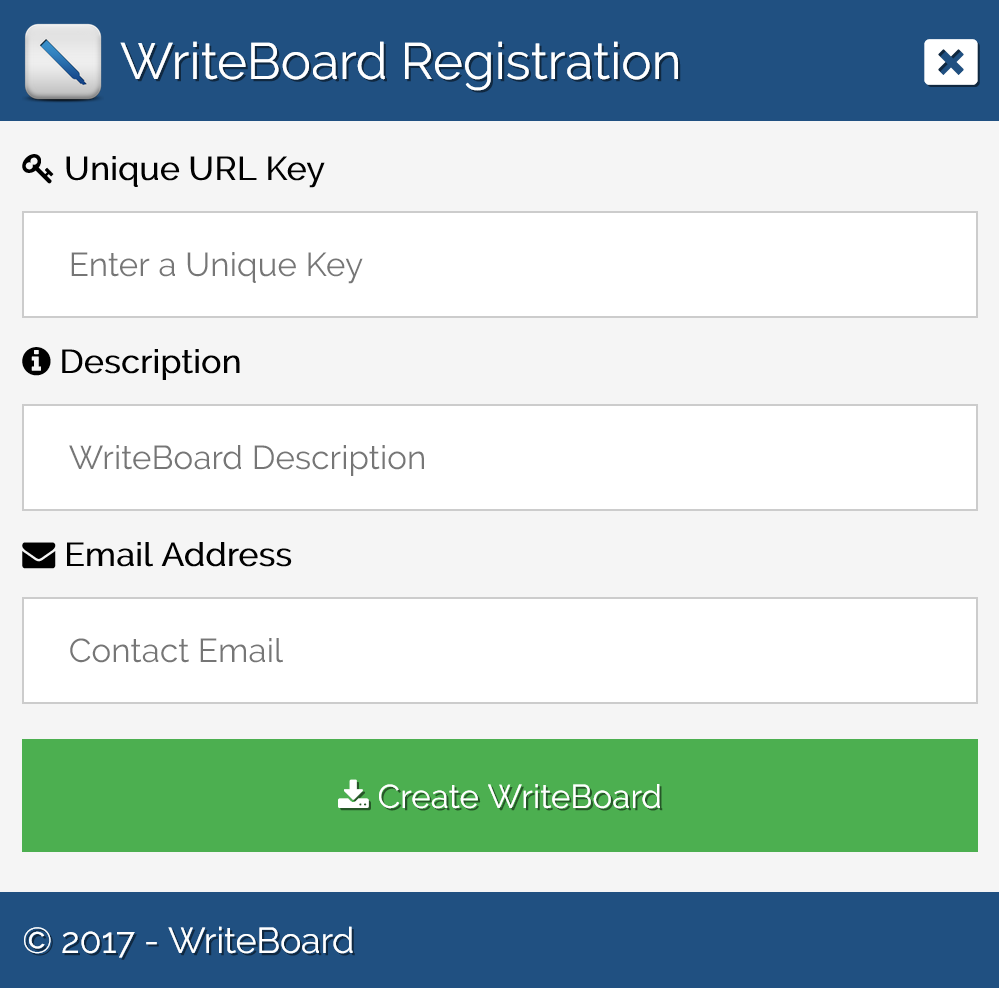 WriteBoard Registration
Unique URL Key
Enter a Unique Key
Description
WriteBoard Description
Email Address
Contact Email
Create WriteBoard
© 2017 - WriteBoard